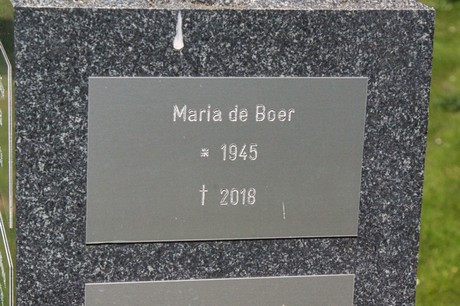 Maria de Boer
* 1945
† 2018